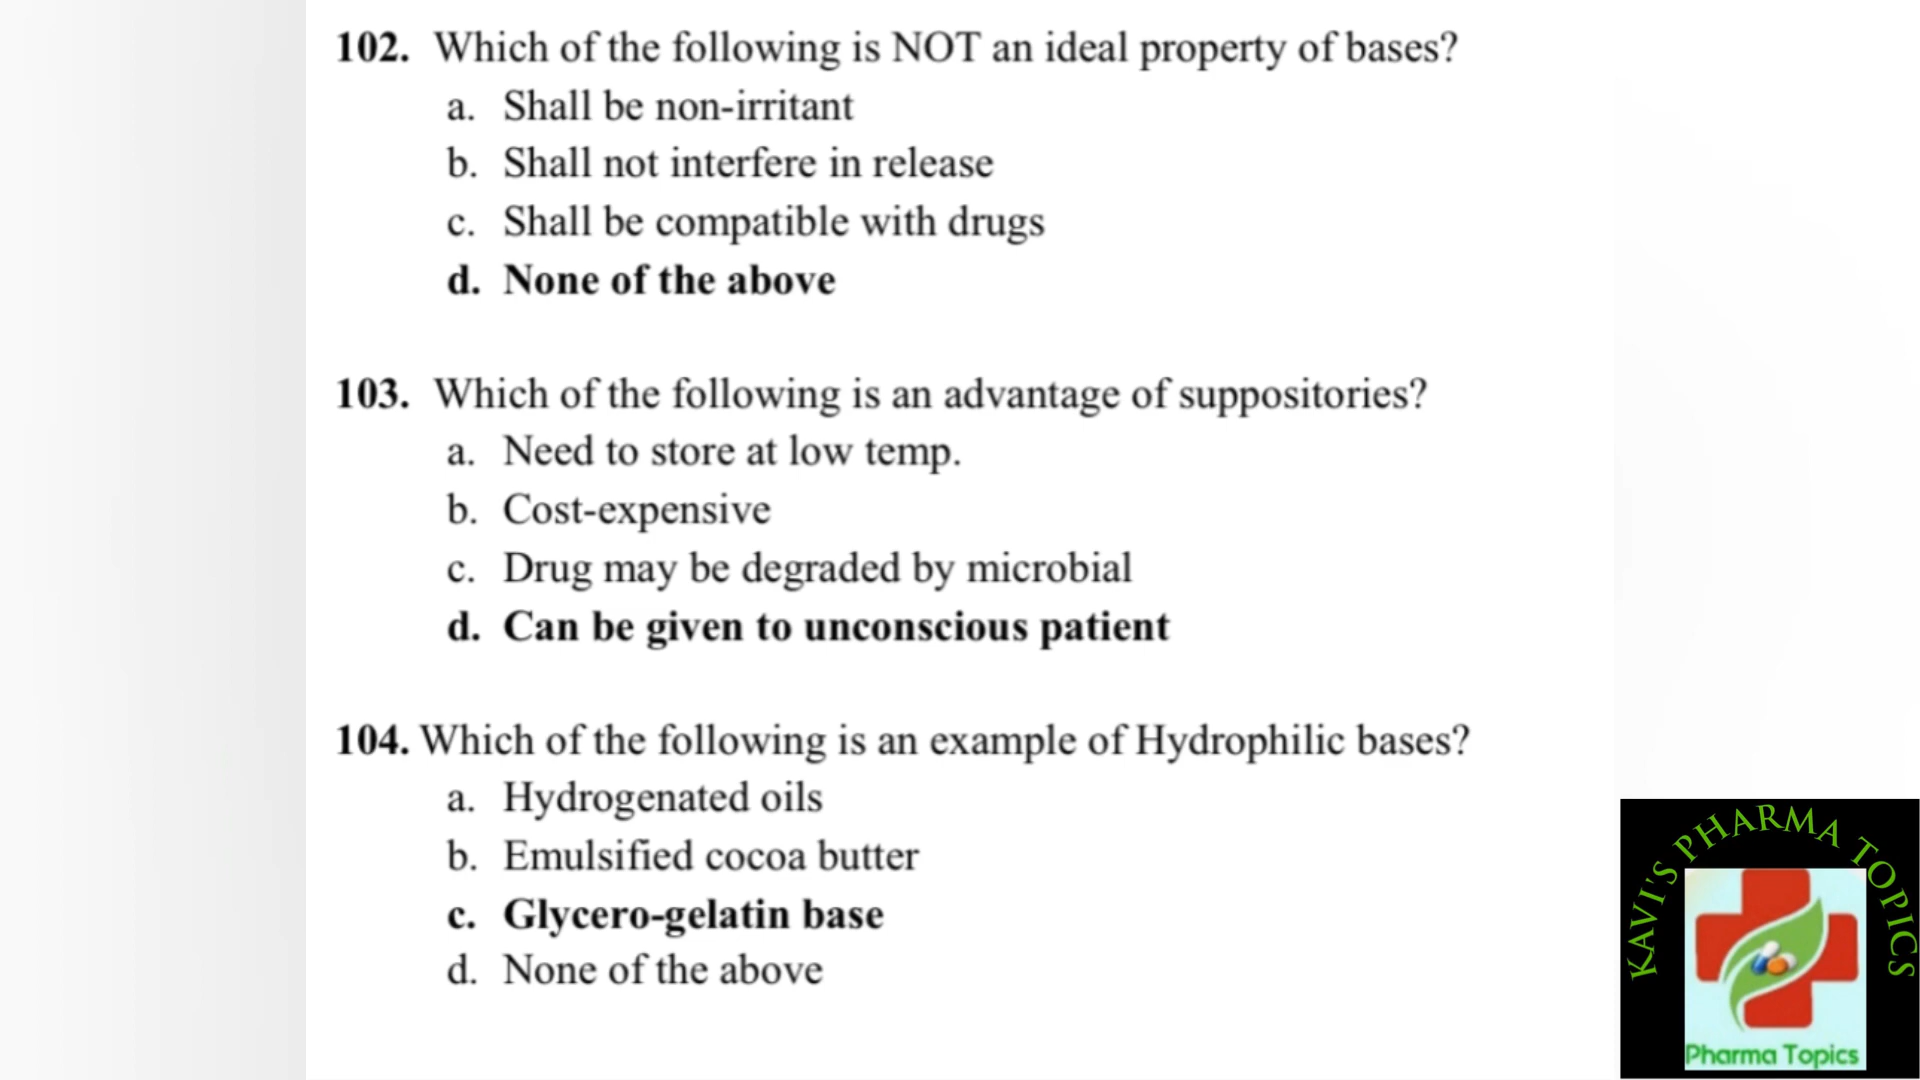 102. Which of the following is NOT an ideal property of bases?
a. Shall be non-irritant
b. Shall not interfere in release
c. Shall be compatible with drugs
d. None of the above
103. Which of the following is an advantage of suppositories?
a. Need to store at low temp.
b. Cost-expensive
c. Drug may be degraded by microbial
d. Can be given to unconscious patient
104. Which of the following is an example of Hydrophilic bases?
a. Hydrogenated oils
b. Emulsified cocoa butter
c. Glycero-gelatin base
d. None of the above
KAVI'S PHARMA TOPICS
Pharma Topics